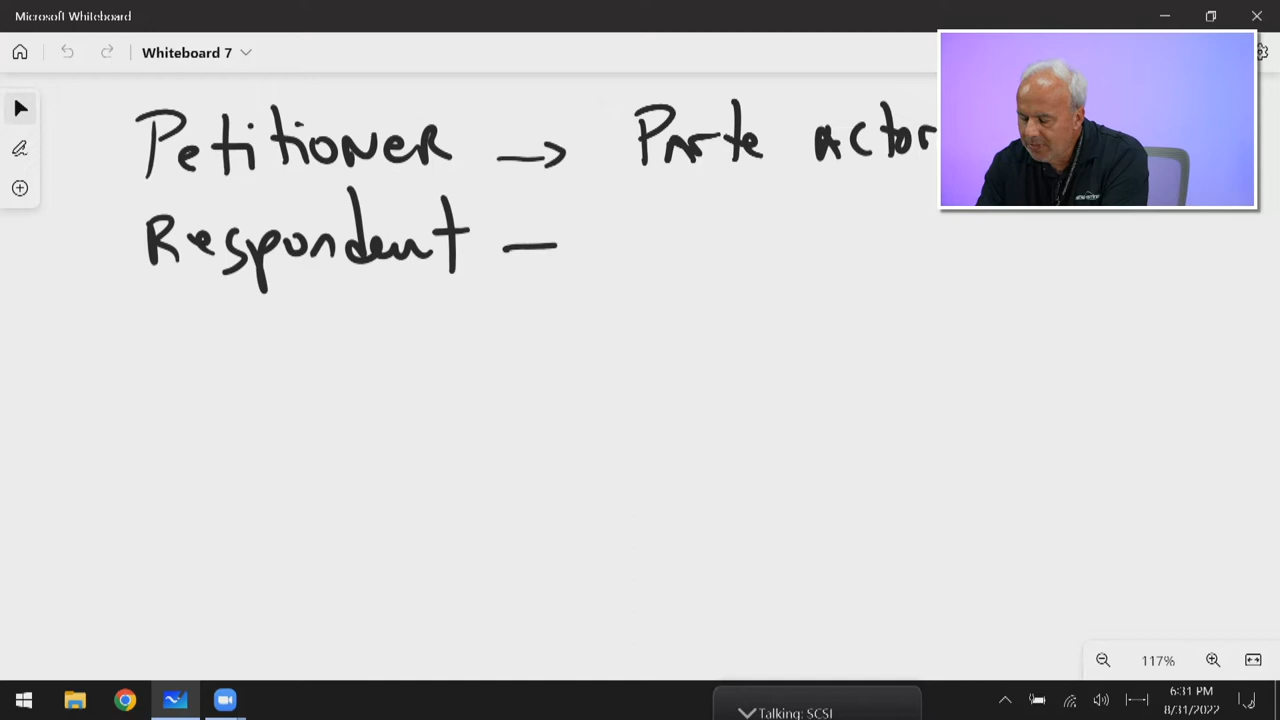 Microsoft Whiteboard
Whiteboard 7
Petitioner → Parte actor
Respondent —
117%
Talking: SCSI
6:31 PM
8/31/2022